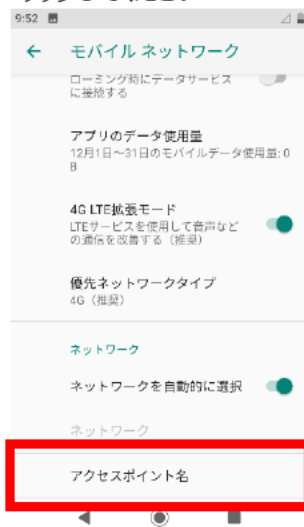 9:52
モバイル ネットワーク
ローミング時にデータサービス
に接続する
アプリのデータ使用量
12月1日～31日のモバイルデータ使用量: 0
B
4G LTE拡張モード
LTEサービスを使用して音声など
の通信を改善する（推奨）
優先ネットワークタイプ
4G（推奨）
ネットワーク
ネットワークを自動的に選択
ネットワーク
アクセスポイント名